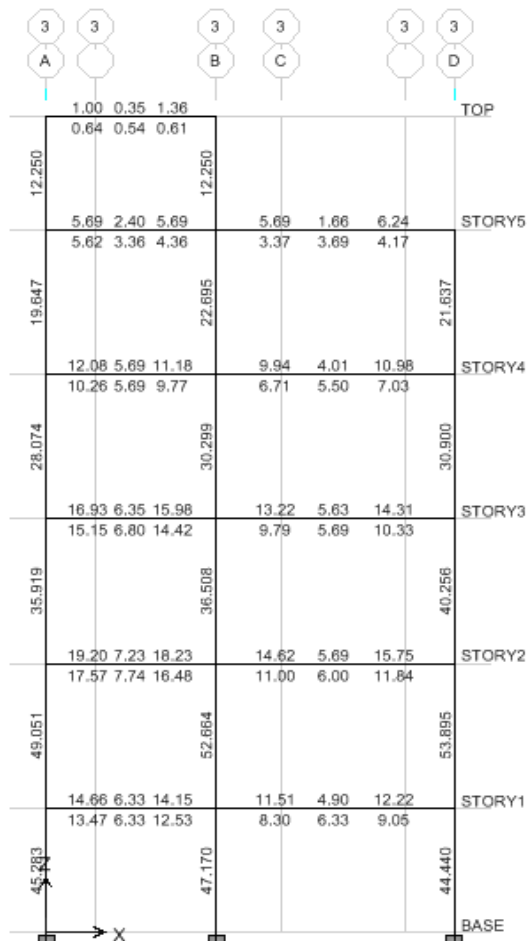 3 3 3 3 3 3
A B C D
1.00 0.35 1.36 TOP
0.64 0.54 0.61
12.250 12.250
5.69 2.40 5.69 5.69 1.66 6.24 STORY5
5.62 3.36 4.36 3.37 3.69 4.17
19.647 22.695 21.637
12.08 5.69 11.18 9.94 4.01 10.98 STORY4
10.26 5.69 9.77 6.71 5.50 7.03
28.074 30.299 30.900
16.93 6.35 15.98 13.22 5.63 14.31 STORY3
15.15 6.80 14.42 9.79 5.69 10.33
35.919 36.508 40.256
19.20 7.23 18.23 14.62 5.69 15.75 STORY2
17.57 7.74 16.48 11.00 6.00 11.84
49.051 52.664 53.895
14.66 6.33 14.15 11.51 4.90 12.22 STORY1
13.47 6.33 12.53 8.30 6.33 9.05
45.283 47.170 44.440
Z
X BASE